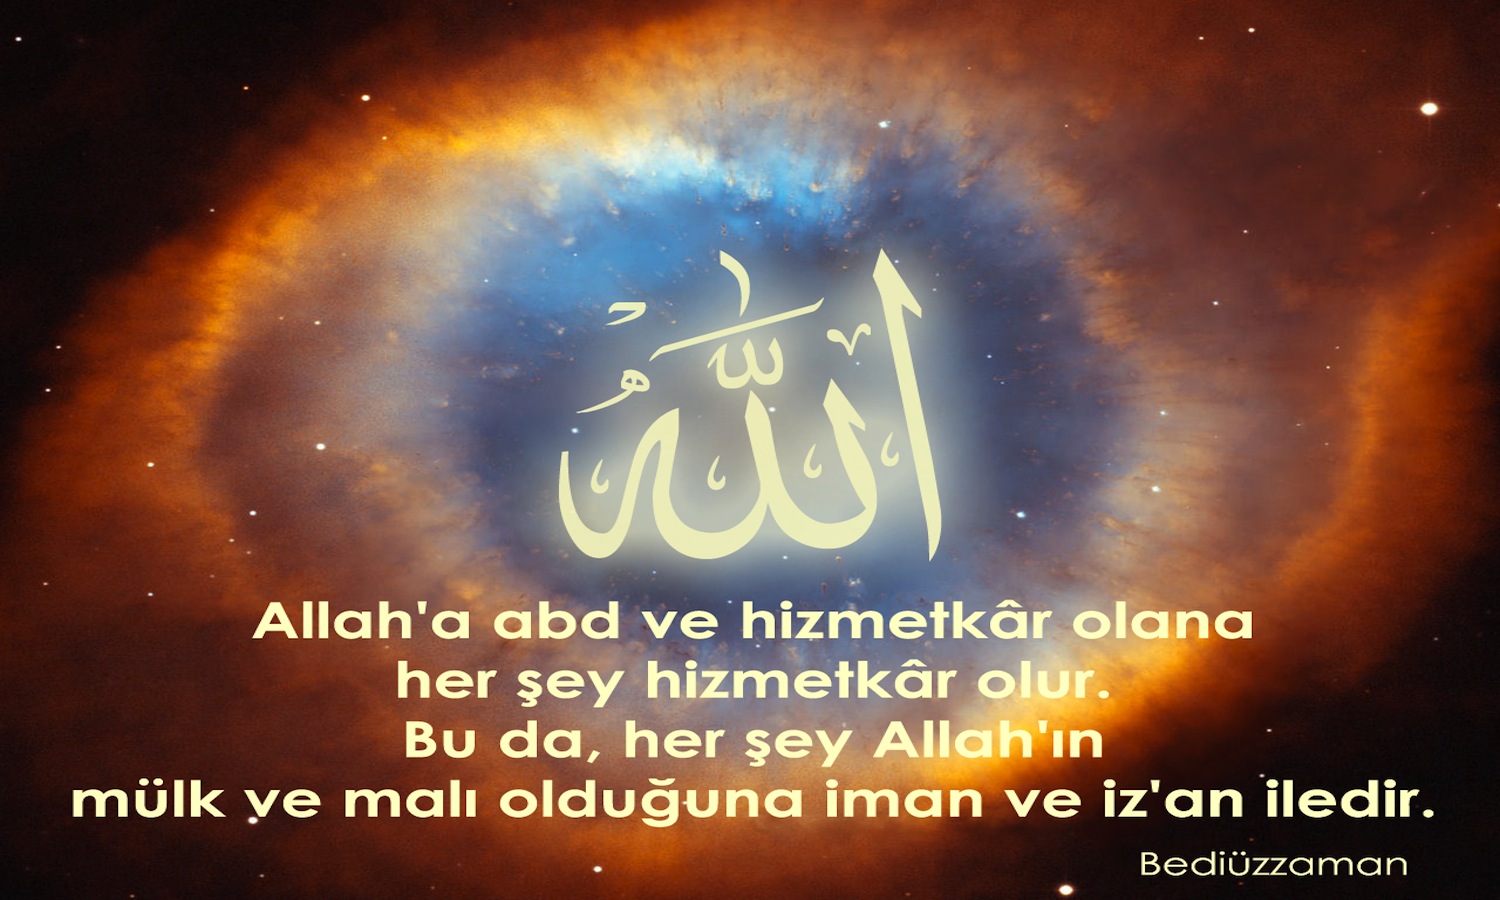 اللّٰهُ
Allah'a abd ve hizmetkâr olana
her şey hizmetkâr olur.
Bu da, her şey Allah'ın
mülk ve malı olduğuna iman ve iz'an iledir.
Bediüzzaman